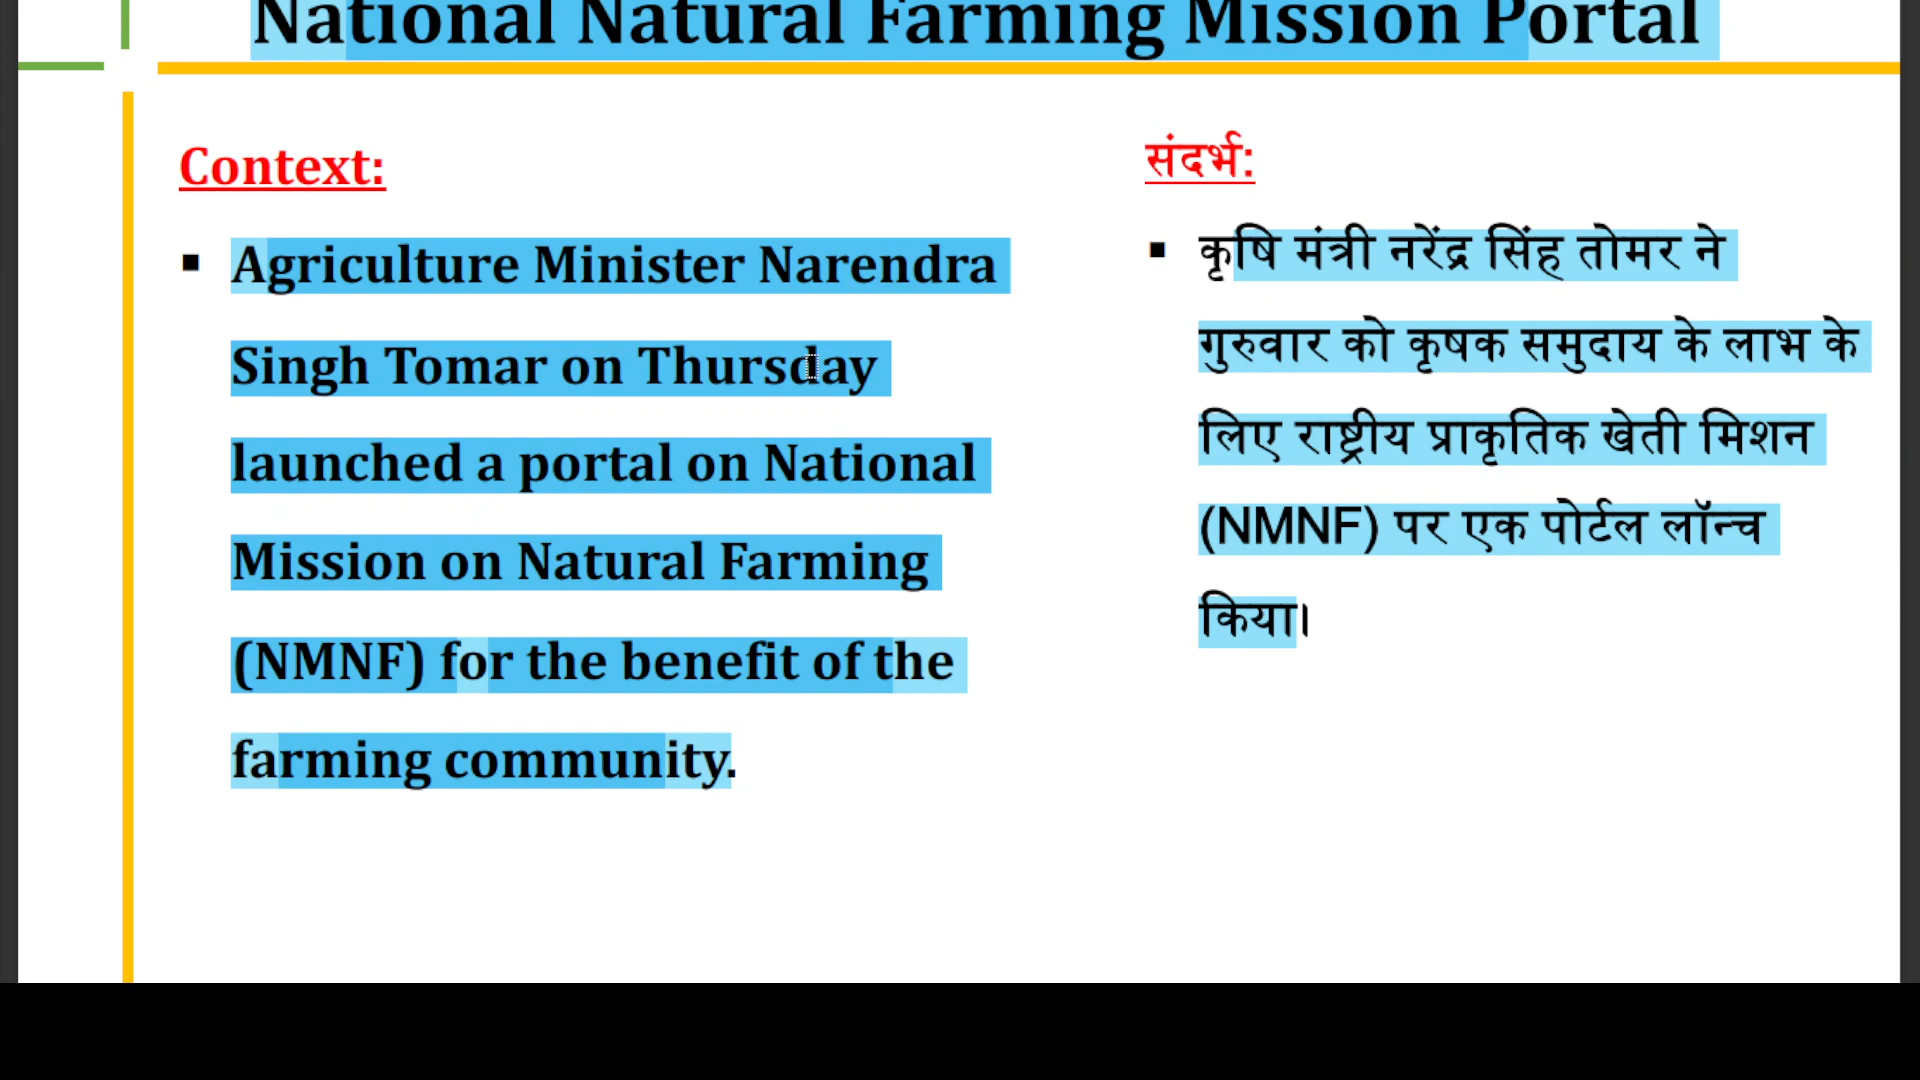 National Natural Farming Mission Portal
Context:
▪ Agriculture Minister Narendra
Singh Tomar on Thursday
launched a portal on National
Mission on Natural Farming
(NMNF) for the benefit of the
farming community.
संदर्भ:
▪ कृषि मंत्री नरेंद्र सिंह तोमर ने
गुरुवार को कृषक समुदाय के लाभ के
लिए राष्ट्रीय प्राकृतिक खेती मिशन
(NMNF) पर एक पोर्टल लॉन्च
किया।